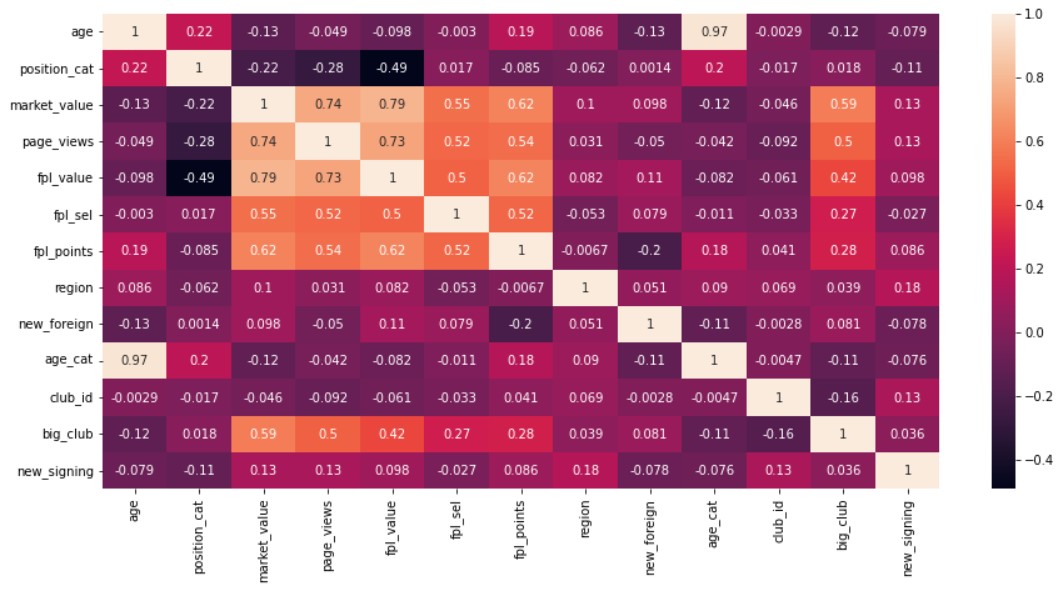 age 1 0.22 -0.13 -0.049 -0.098 -0.003 0.19 0.086 -0.13 0.97 -0.0029 -0.12 -0.079
position_cat 0.22 1 -0.22 -0.28 -0.49 0.017 -0.085 -0.062 0.0014 0.2 -0.017 0.018 -0.11
market_value -0.13 -0.22 1 0.74 0.79 0.55 0.62 0.1 0.098 -0.12 -0.046 0.59 0.13
page_views -0.049 -0.28 0.74 1 0.73 0.52 0.54 0.031 -0.05 -0.042 -0.092 0.5 0.13
fpl_value -0.098 -0.49 0.79 0.73 1 0.5 0.62 0.082 0.11 -0.082 -0.061 0.42 0.098
fpl_sel -0.003 0.017 0.55 0.52 0.5 1 0.52 -0.053 0.079 -0.011 -0.033 0.27 -0.027
fpl_points 0.19 -0.085 0.62 0.54 0.62 0.52 1 -0.0067 -0.2 0.18 0.041 0.28 0.086
region 0.086 -0.062 0.1 0.031 0.082 -0.053 -0.0067 1 0.051 0.09 0.069 0.039 0.18
new_foreign -0.13 0.0014 0.098 -0.05 0.11 0.079 -0.2 0.051 1 -0.11 -0.0028 0.081 -0.078
age_cat 0.97 0.2 -0.12 -0.042 -0.082 -0.011 0.18 0.09 -0.11 1 -0.0047 -0.11 -0.076
club_id -0.0029 -0.017 -0.046 -0.092 -0.061 -0.033 0.041 0.069 -0.0028 -0.0047 1 -0.16 0.13
big_club -0.12 0.018 0.59 0.5 0.42 0.27 0.28 0.039 0.081 -0.11 -0.16 1 0.036
new_signing -0.079 -0.11 0.13 0.13 0.098 -0.027 0.086 0.18 -0.078 -0.076 0.13 0.036 1
age position_cat market_value page_views fpl_value fpl_sel fpl_points region new_foreign age_cat club_id big_club new_signing
1.0
0.8
0.6
0.4
0.2
0.0
−0.2
−0.4